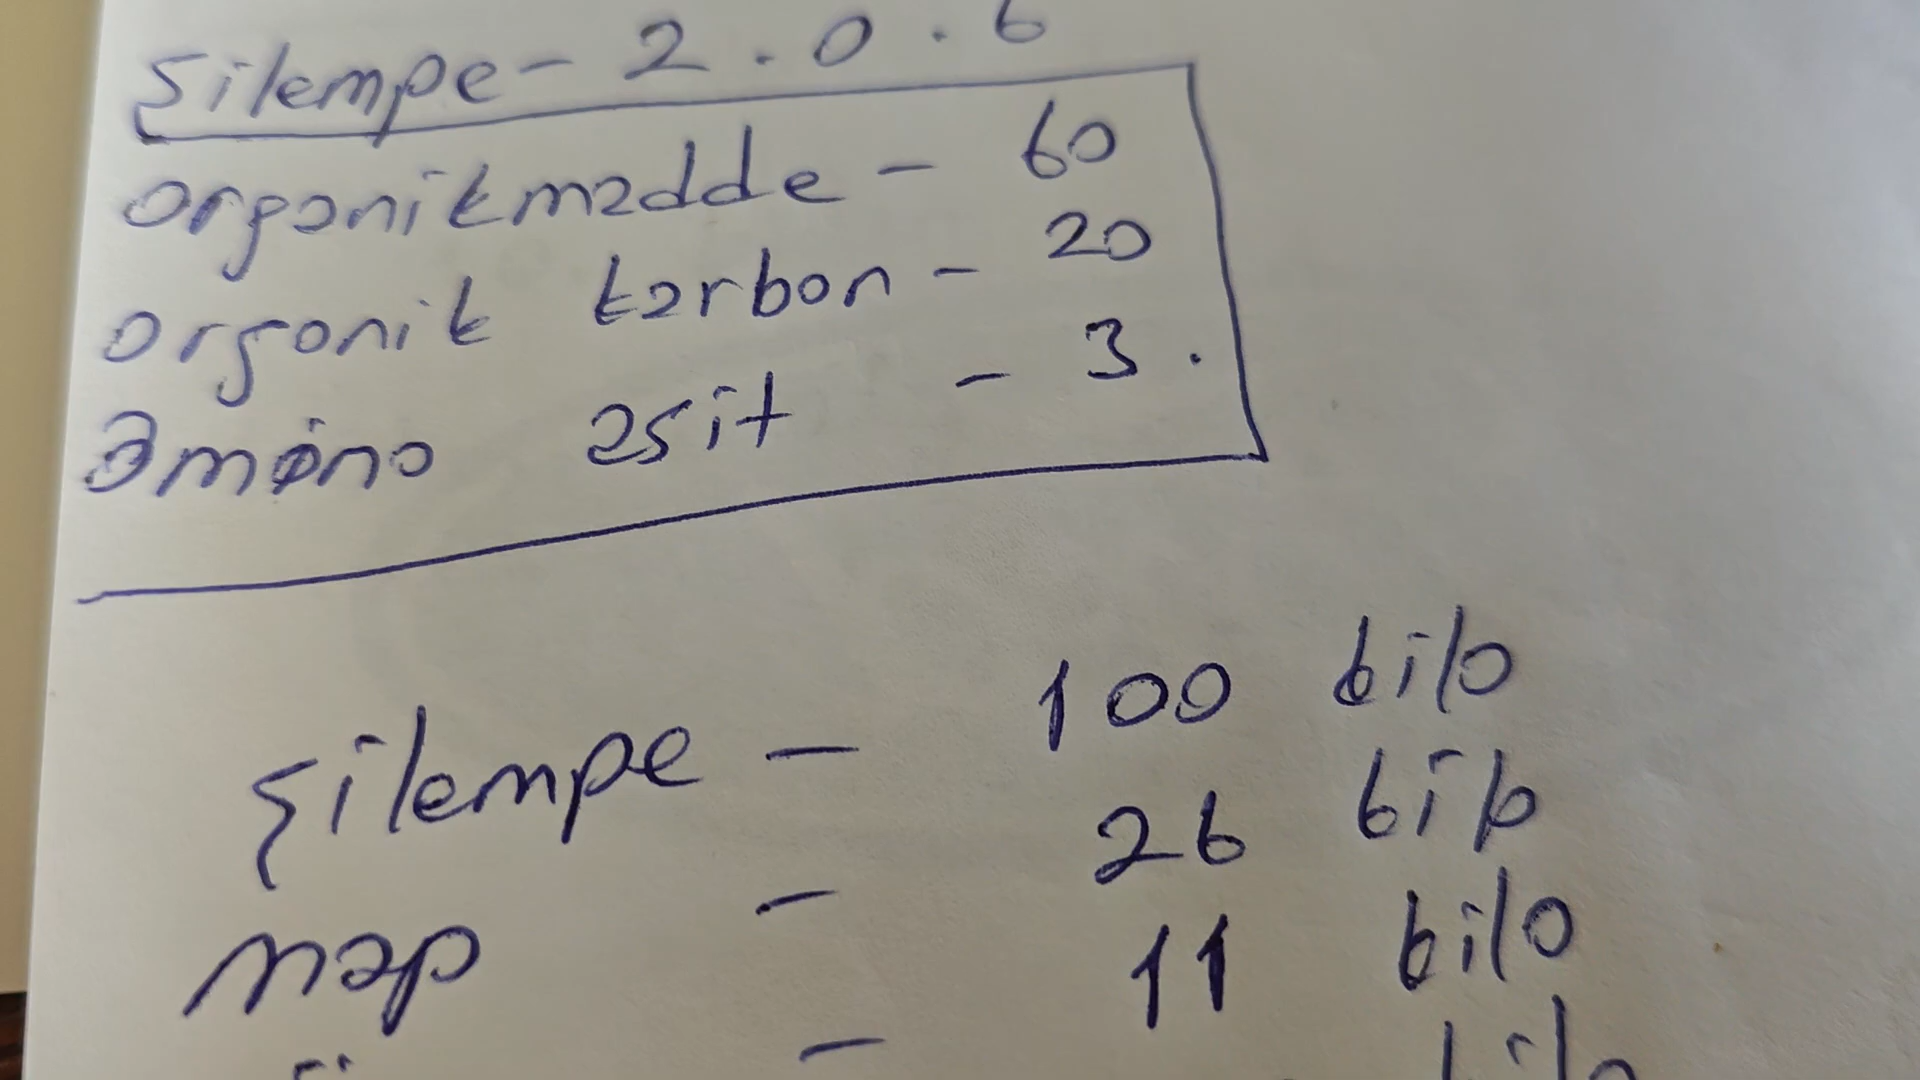 Şilempe - 2.0.6
Organik madde - 60
Organik karbon - 20
Amino asit - 3.
Şilempe - 100 kilo
map - 26 kilo
- 11 kilo
kilo